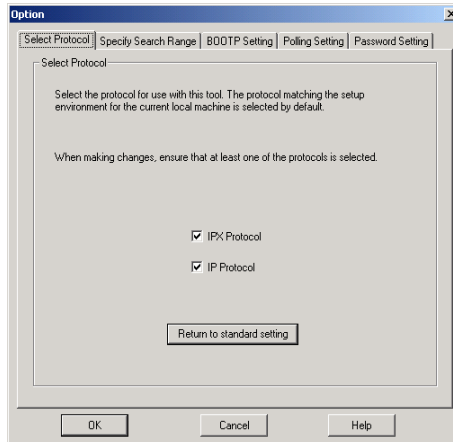 Option
Select Protocol Specify Search Range BOOTP Setting Polling Setting Password Setting
Select Protocol
Select the protocol for use with this tool. The protocol matching the setup
environment for the current local machine is selected by default.
When making changes, ensure that at least one of the protocols is selected.
IPX Protocol
IP Protocol
Return to standard setting
OK Cancel Help